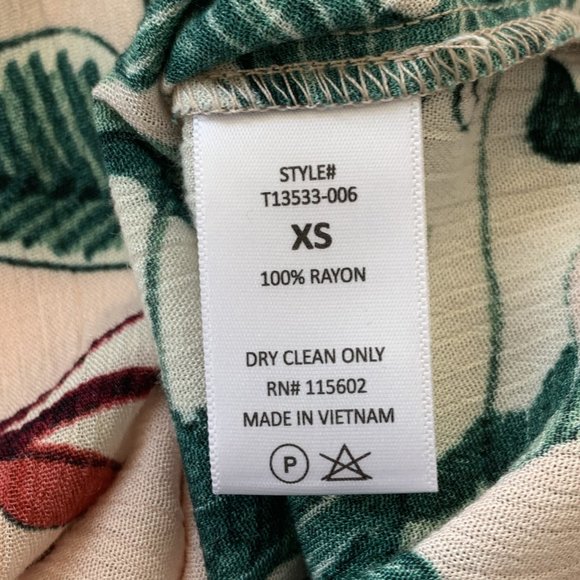 STYLE#
T13533-006
XS
100% RAYON
DRY CLEAN ONLY
RN# 115602
MADE IN VIETNAM
P